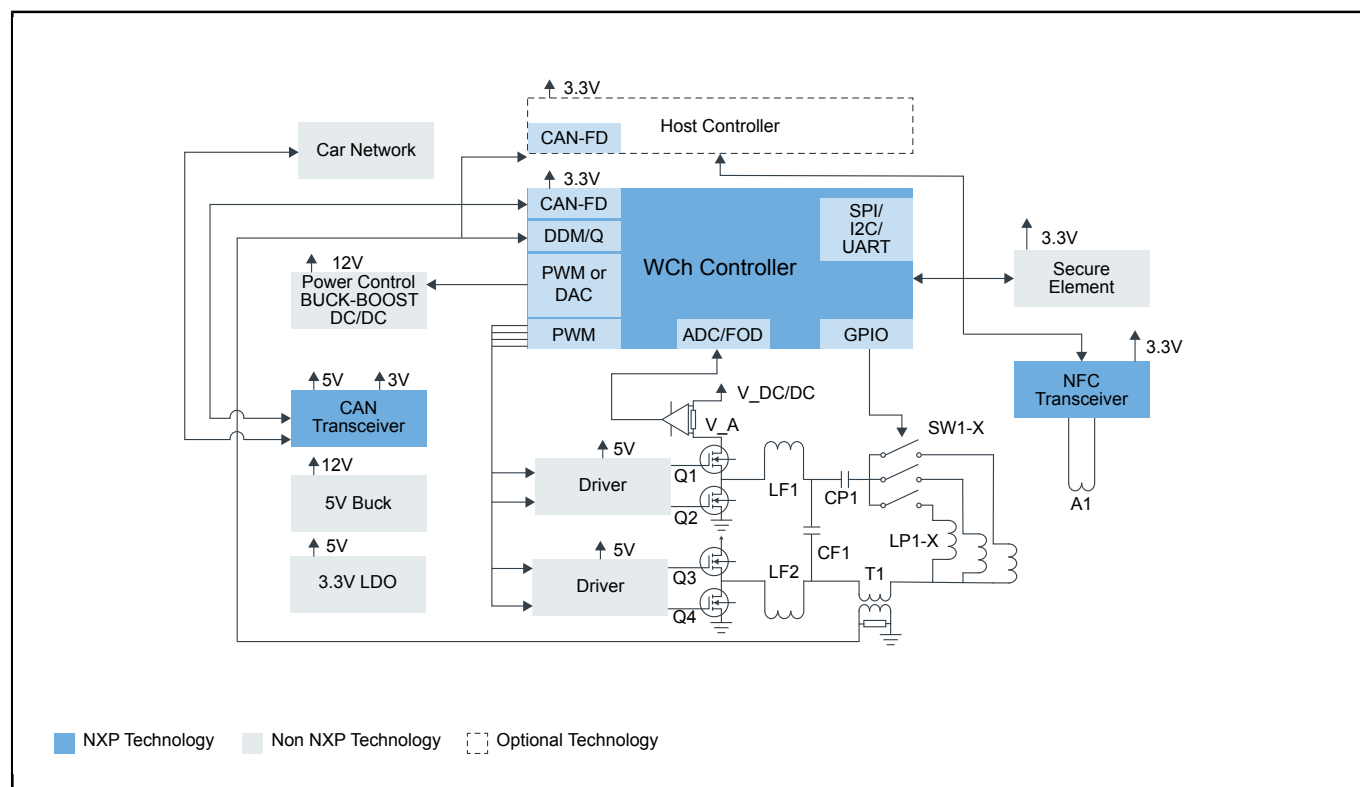 3.3V
Host Controller
CAN-FD
Car Network
3.3V
CAN-FD
DDM/Q
PWM or
DAC
PWM
WCh Controller
SPI/
I2C/
UART
ADC/FOD
GPIO
3.3V
Secure
Element
12V
Power Control
BUCK-BOOST
DC/DC
3.3V
NFC
Transceiver
A1
5V
3V
CAN
Transceiver
12V
5V Buck
5V
3.3V LDO
V_DC/DC
V_A
5V
Driver
Q1
Q2
LF1
CP1
SW1-X
LP1-X
CF1
5V
Driver
Q3
Q4
LF2
T1
NXP Technology
Non NXP Technology
Optional Technology